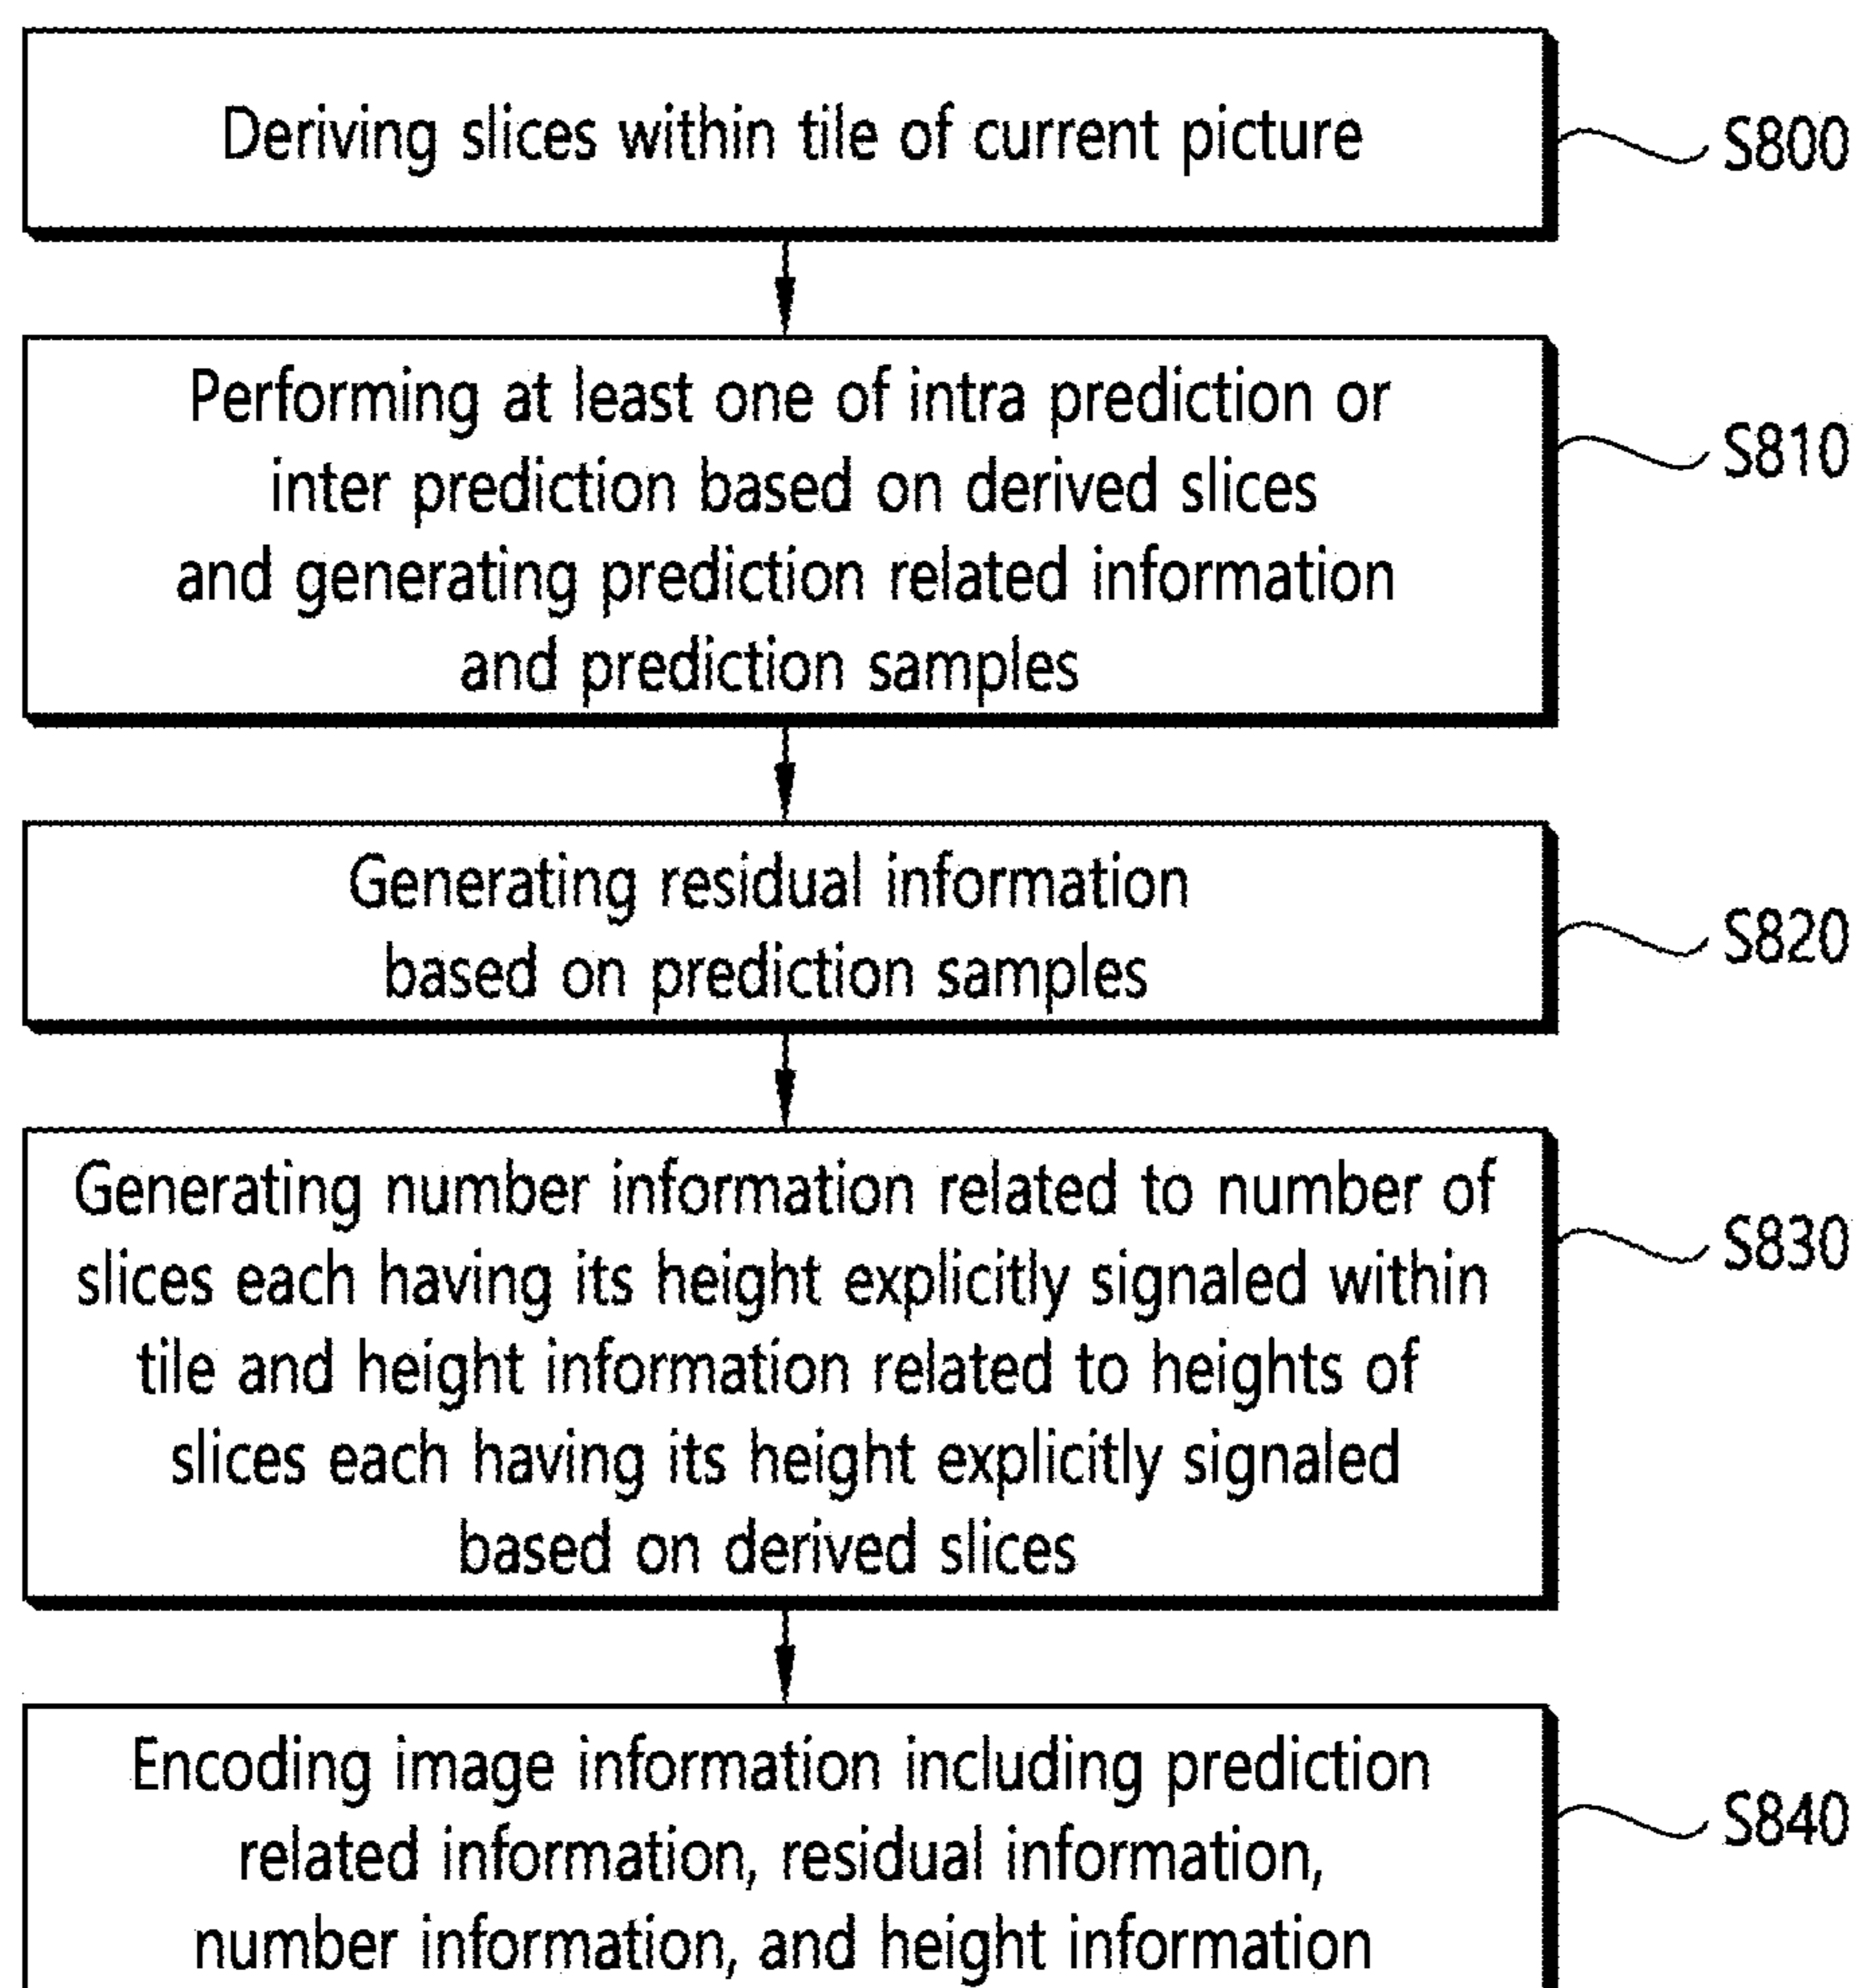 Deriving slices within tile of current picture
S800
Performing at least one of intra prediction or
inter prediction based on derived slices
and generating prediction related information
and prediction samples
S810
Generating residual information
based on prediction samples
S820
Generating number information related to number of
slices each having its height explicitly signaled within
tile and height information related to heights of
slices each having its height explicitly signaled
based on derived slices
S830
Encoding image information including prediction
related information, residual information,
number information, and height information
S840